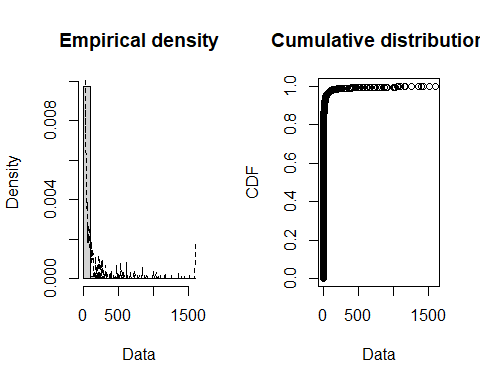 Empirical density
Density
0.000 0.004 0.008
0 500 1500
Data
Cumulative distribution
CDF
0.0 0.2 0.4 0.6 0.8 1.0
0 500 1500
Data